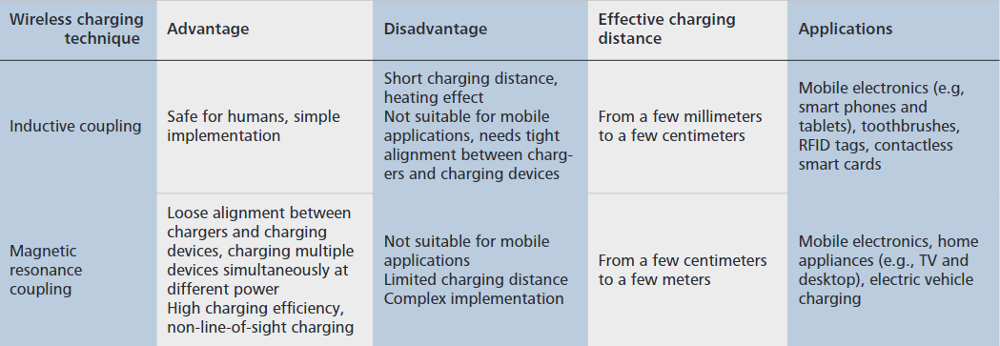 Wireless charging
technique
Advantage
Disadvantage
Effective charging
distance
Applications
Inductive coupling
Safe for humans, simple
implementation
Short charging distance,
heating effect
Not suitable for mobile
applications, needs tight
alignment between charg-
ers and charging devices
From a few millimeters
to a few centimeters
Mobile electronics (e.g,
smart phones and
tablets), toothbrushes,
RFID tags, contactless
smart cards
Magnetic
resonance
coupling
Loose alignment between
chargers and charging
devices, charging multiple
devices simultaneously at
different power
High charging efficiency,
non-line-of-sight charging
Not suitable for mobile
applications
Limited charging distance
Complex implementation
From a few centimeters
to a few meters
Mobile electronics, home
appliances (e.g., TV and
desktop), electric vehicle
charging